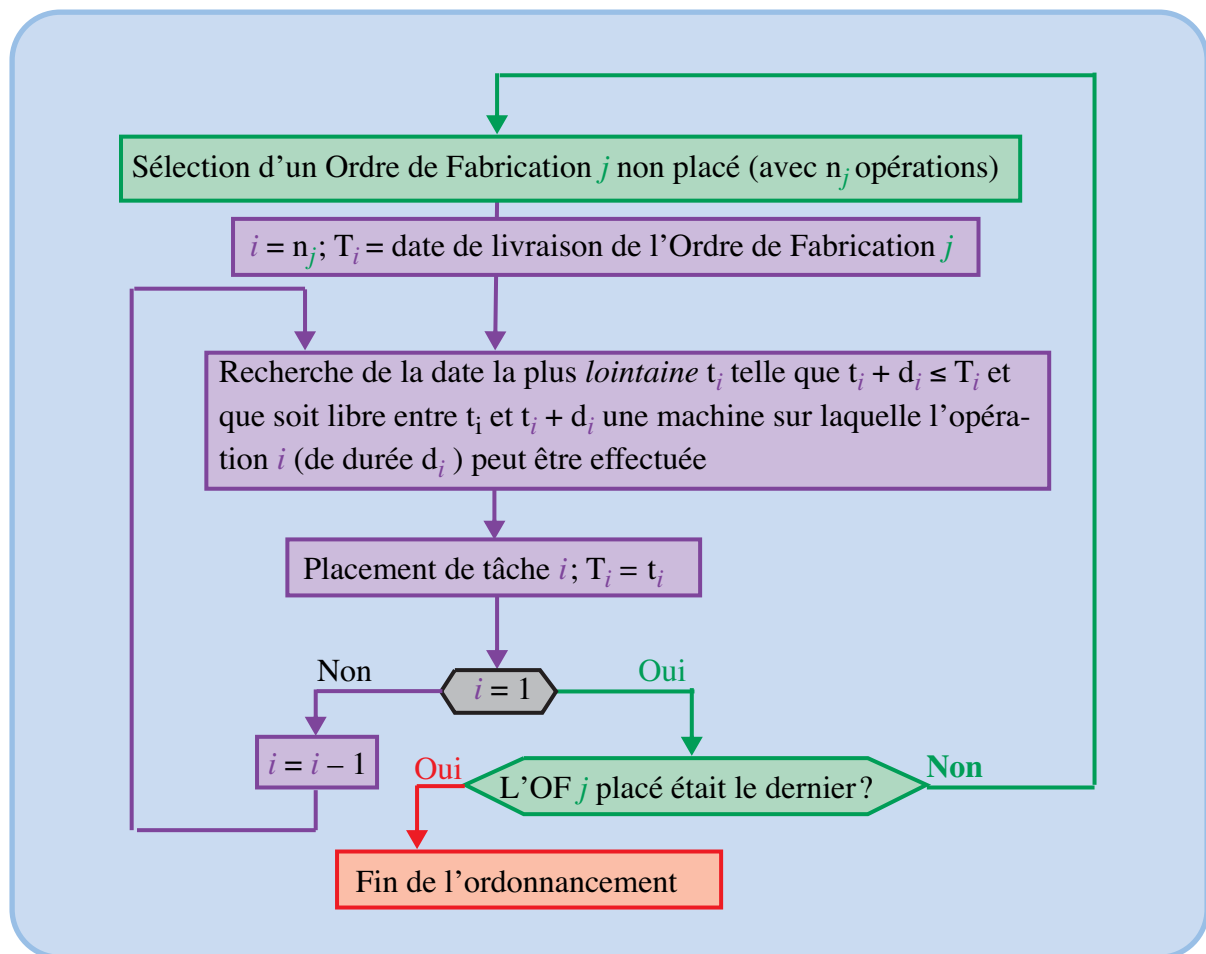 Sélection d'un Ordre de Fabrication j non placé (avec nj opérations)
i = nj; Ti = date de livraison de l'Ordre de Fabrication j
Recherche de la date la plus lointaine ti telle que ti + di ≤ Ti et
que soit libre entre ti et ti + di une machine sur laquelle l'opéra-
tion i (de durée di ) peut être effectuée
Placement de tâche i; Ti = ti
Non
i = 1
Oui
i = i – 1
Oui
L'OF j placé était le dernier?
Non
Fin de l'ordonnancement